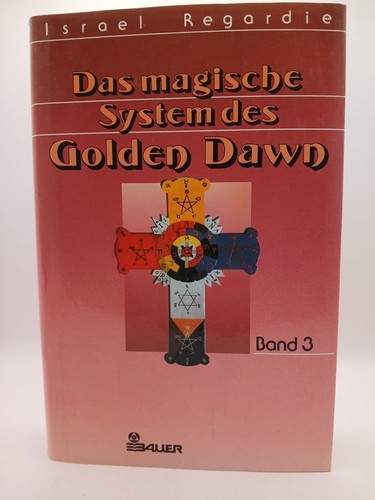 Israel Regardie
Das magische
System des
Golden Dawn
Band 3
BAUER